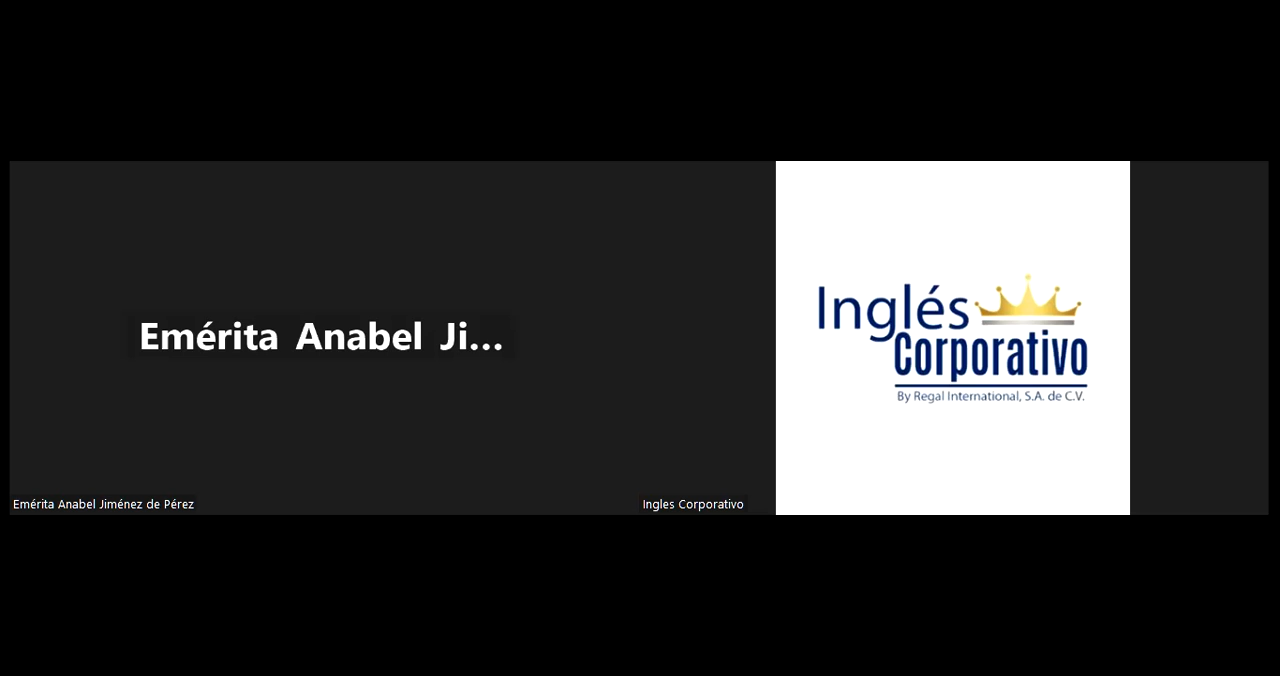 Emérita Anabel Ji...
Emérita Anabel Jiménez de Pérez
Inglés
Corporativo
By Regal International, S.A. de C.V.
Ingles Corporativo